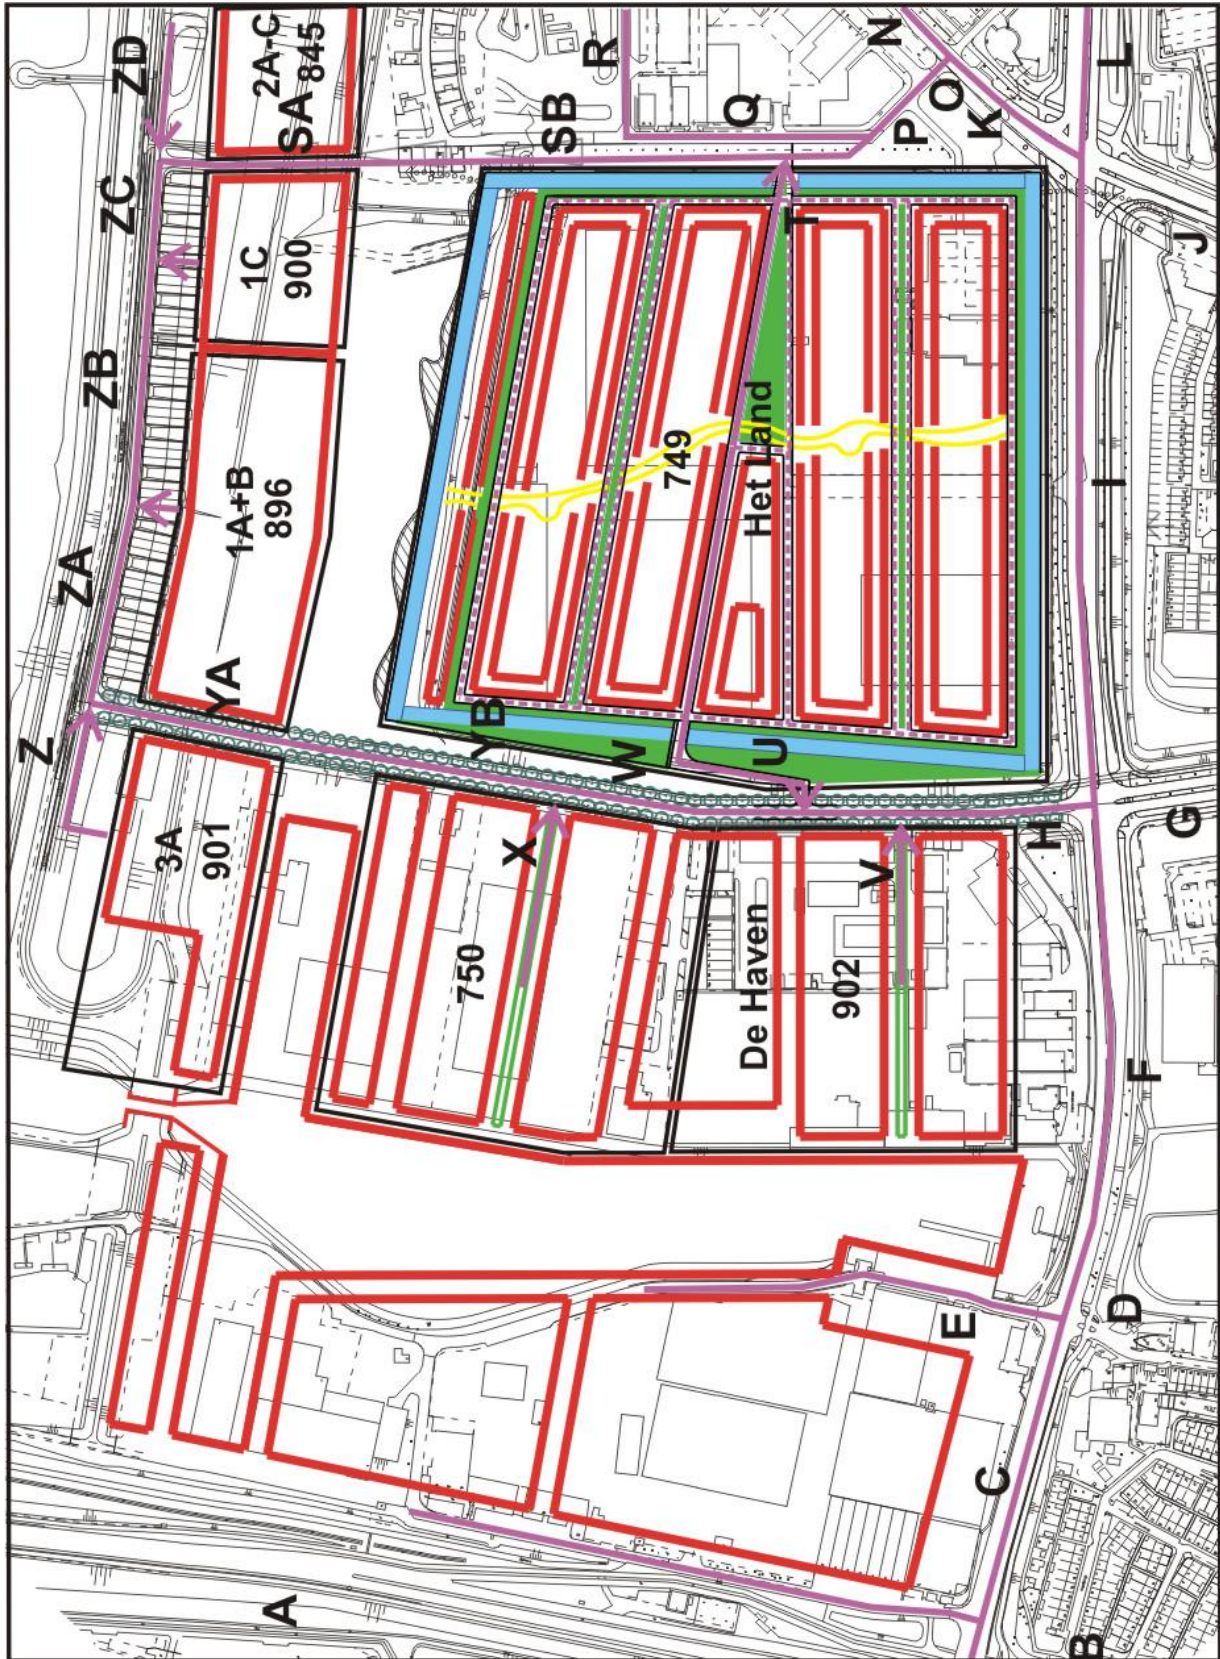 ZD
2A-C
845
SA
ZC
1C
900
ZB
1A+B
896
ZA
YA
Z
3A
901
R
SB
Q
N
O
P
K
L
J
T
749
Het Land
I
YB
W
U
X
750
De Haven
902
V
H
G
F
E
D
C
B
A